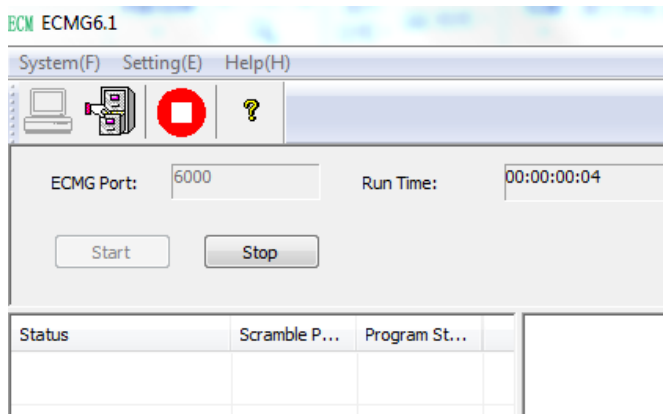 ECM ECMG6.1
System(F) Setting(E) Help(H)
?
ECMG Port: 6000 Run Time: 00:00:00:04
Start Stop
Status Scramble P... Program St...